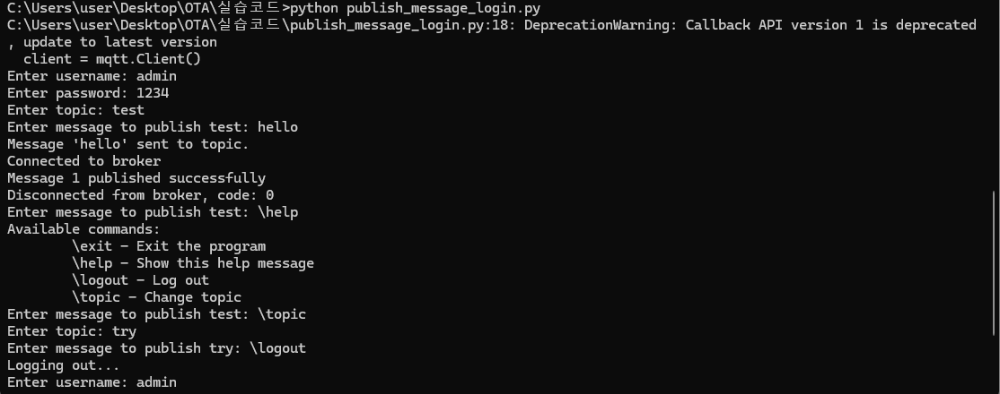 C:\Users\user\Desktop\OTA\실습코드>python publish_message_login.py
C:\Users\user\Desktop\OTA\실습코드\publish_message_login.py:18: DeprecationWarning: Callback API version 1 is deprecated
, update to latest version
  client = mqtt.Client()
Enter username: admin
Enter password: 1234
Enter topic: test
Enter message to publish test: hello
Message 'hello' sent to topic.
Connected to broker
Message 1 published successfully
Disconnected from broker, code: 0
Enter message to publish test: \help
Available commands:
        \exit - Exit the program
        \help - Show this help message
        \logout - Log out
        \topic - Change topic
Enter message to publish test: \topic
Enter topic: try
Enter message to publish try: \logout
Logging out...
Enter username: admin